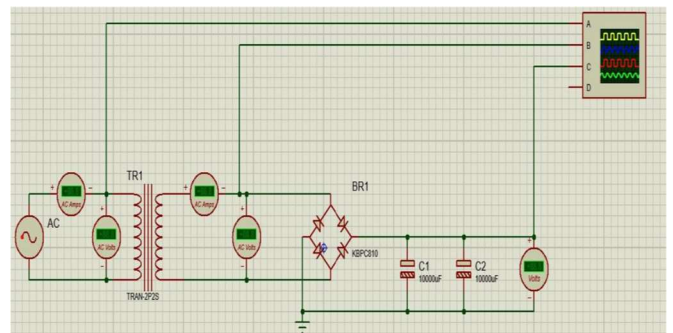 A
B
C
D
TR1
BR1
AC
+
-
AC Amps
+
-
AC Amps
+
AC Volts
-
+
AC Volts
-
KBPC810
C1
10000uF
C2
10000uF
+
Volts
-
TRAN-2P2S